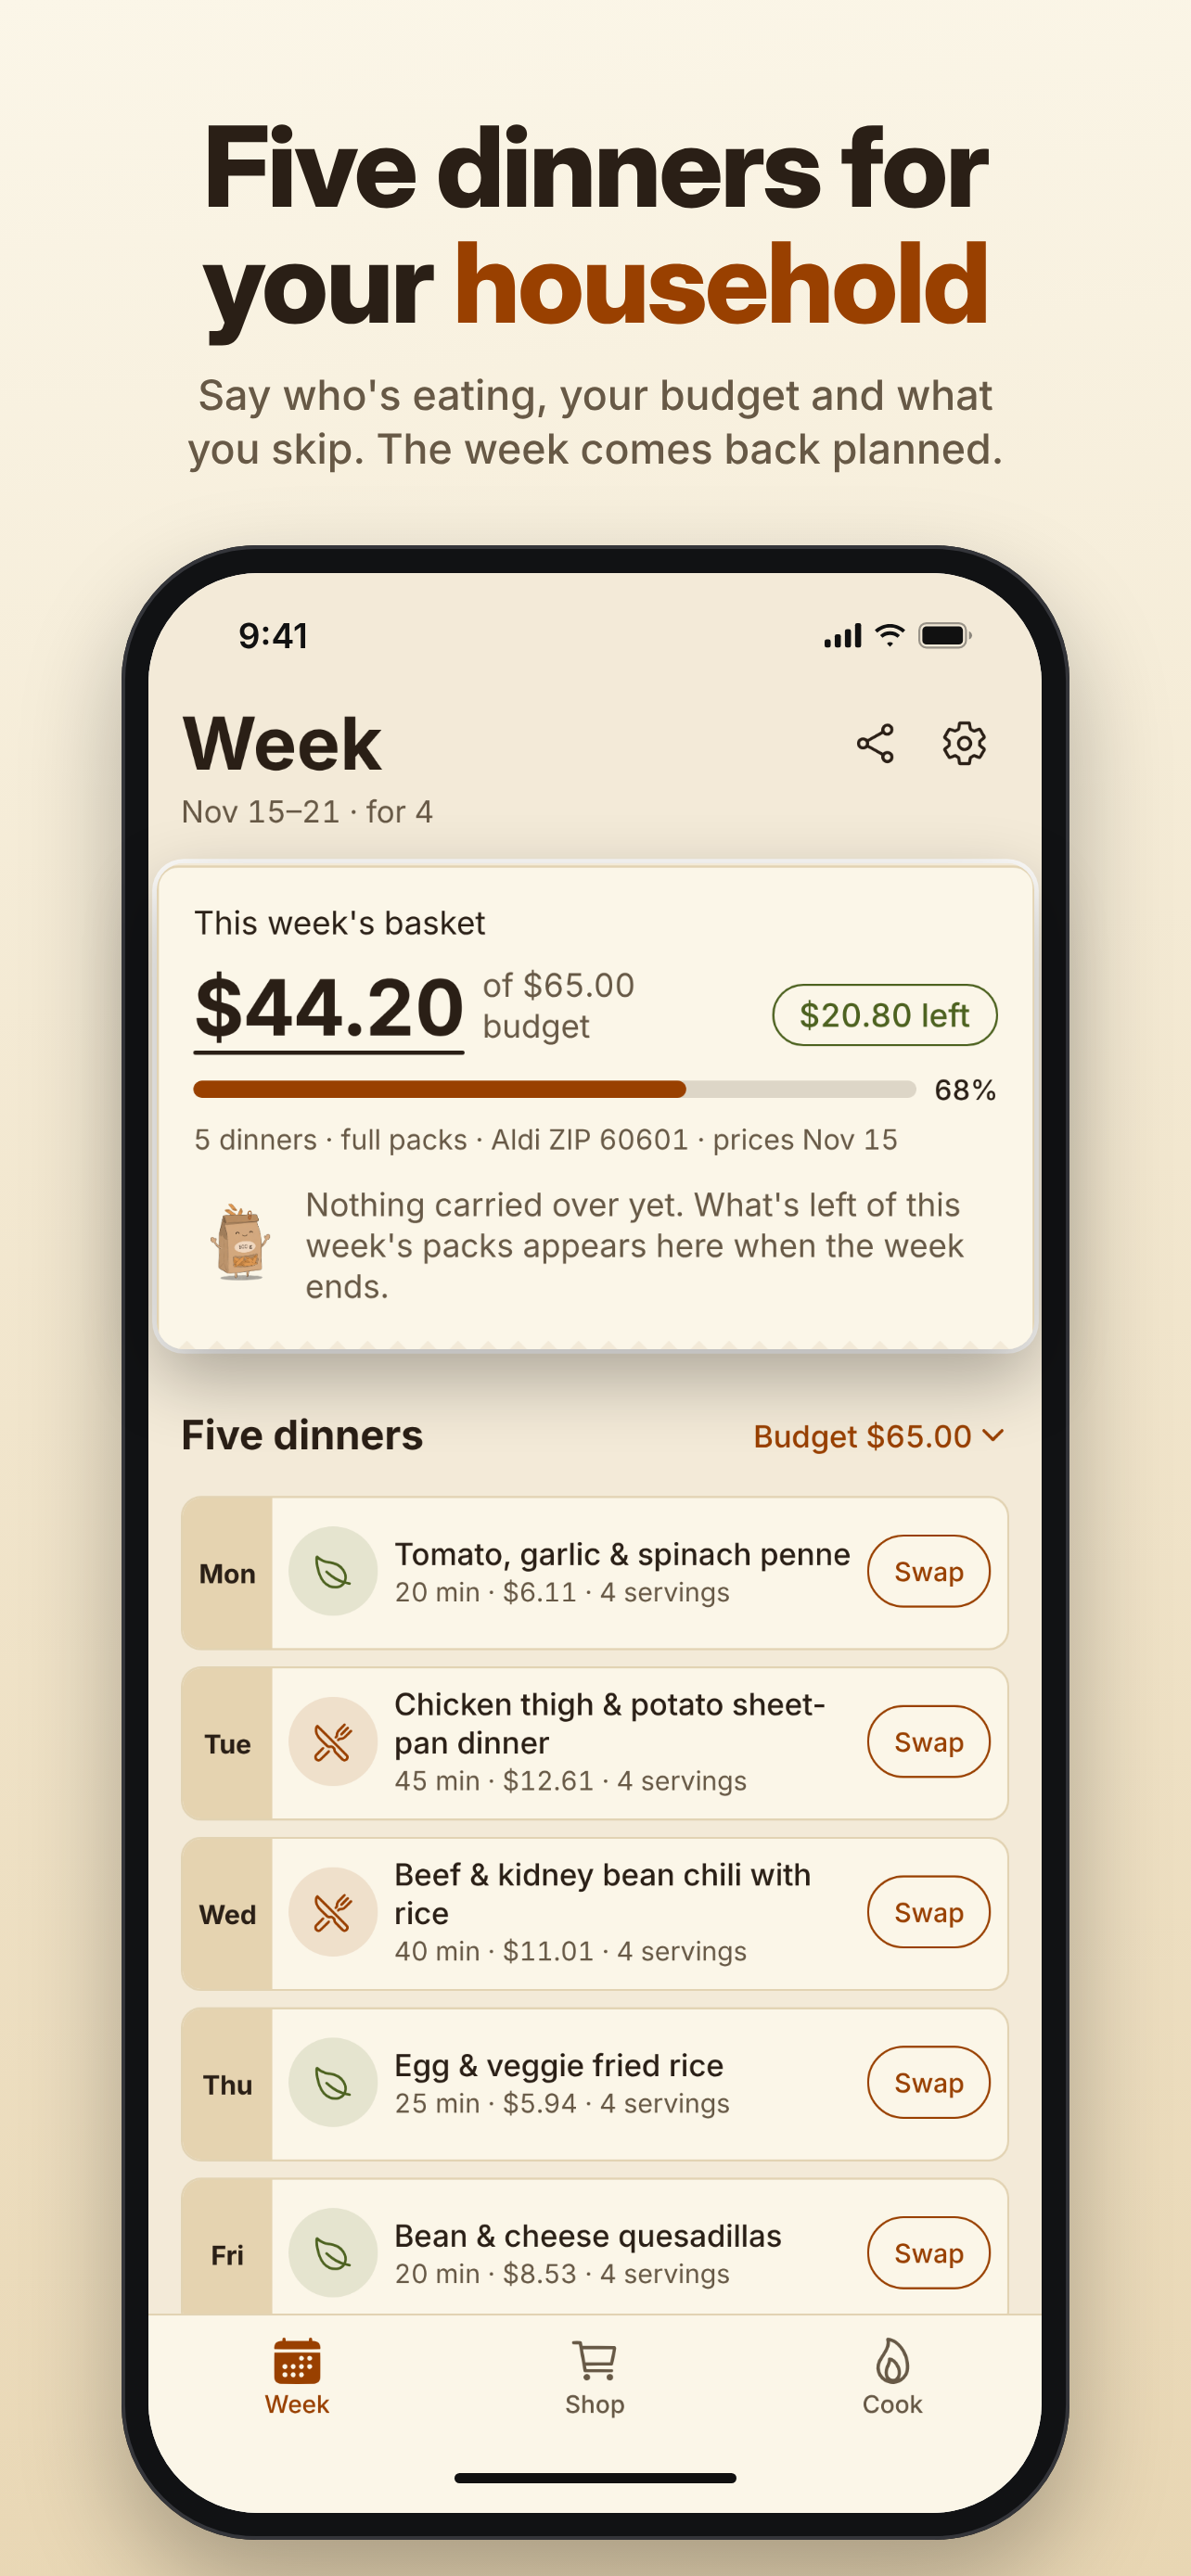 Five dinners for
your household
Say who's eating, your budget and what
you skip. The week comes back planned.
9:41
Week
Nov 15–21 · for 4
This week's basket
$44.20 of $65.00
budget
$20.80 left
68%
5 dinners · full packs · Aldi ZIP 60601 · prices Nov 15
Nothing carried over yet. What's left of this
week's packs appears here when the week
ends.
Five dinners
Budget $65.00
Mon
Tomato, garlic & spinach penne
20 min · $6.11 · 4 servings
Swap
Tue
Chicken thigh & potato sheet-
pan dinner
45 min · $12.61 · 4 servings
Swap
Wed
Beef & kidney bean chili with
rice
40 min · $11.01 · 4 servings
Swap
Thu
Egg & veggie fried rice
25 min · $5.94 · 4 servings
Swap
Fri
Bean & cheese quesadillas
20 min · $8.53 · 4 servings
Swap
Week
Shop
Cook